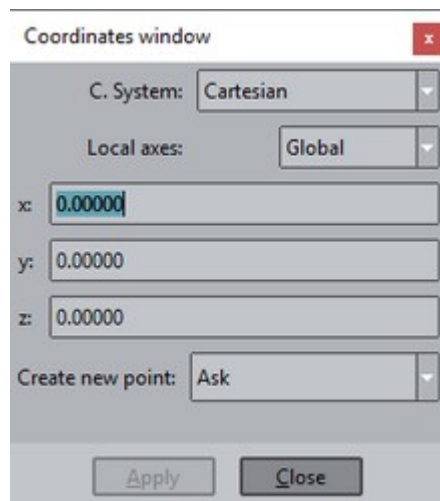 Coordinates window
x
C. System: Cartesian
Local axes: Global
x: 0.00000
y: 0.00000
z: 0.00000
Create new point: Ask
Apply Close